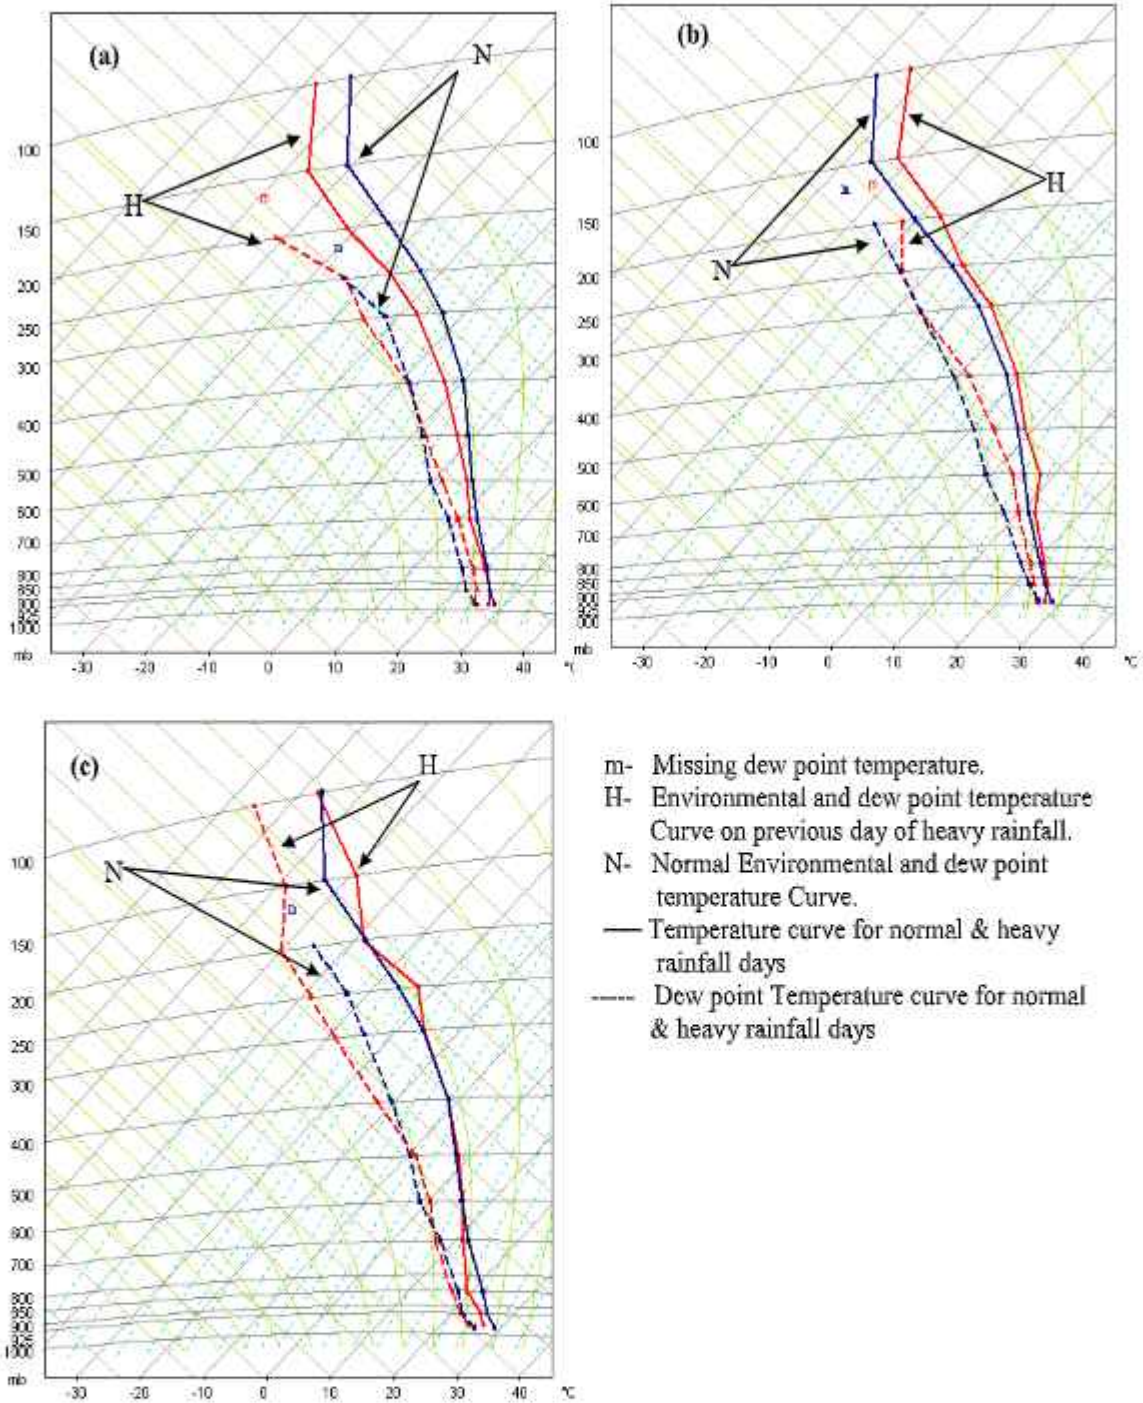 (a)
N
H
m
100
150
200
250
300
400
500
600
700
800
850
900
925
1000
mb
-30 -20 -10 0 10 20 30 40
(b)
H
N
100
150
200
250
300
400
500
600
700
800
850
900
925
mb
-30 -20 -10 0 10 20 30 40 °C
(c)
H
N
100
150
200
250
300
400
500
600
700
800
850
900
925
1000
mb
-30 -20 -10 0 10 20 30 40 °C
m- Missing dew point temperature.
H- Environmental and dew point temperature
Curve on previous day of heavy rainfall.
N- Normal Environmental and dew point
temperature Curve.
Temperature curve for normal & heavy
rainfall days
Dew point Temperature curve for normal
& heavy rainfall days